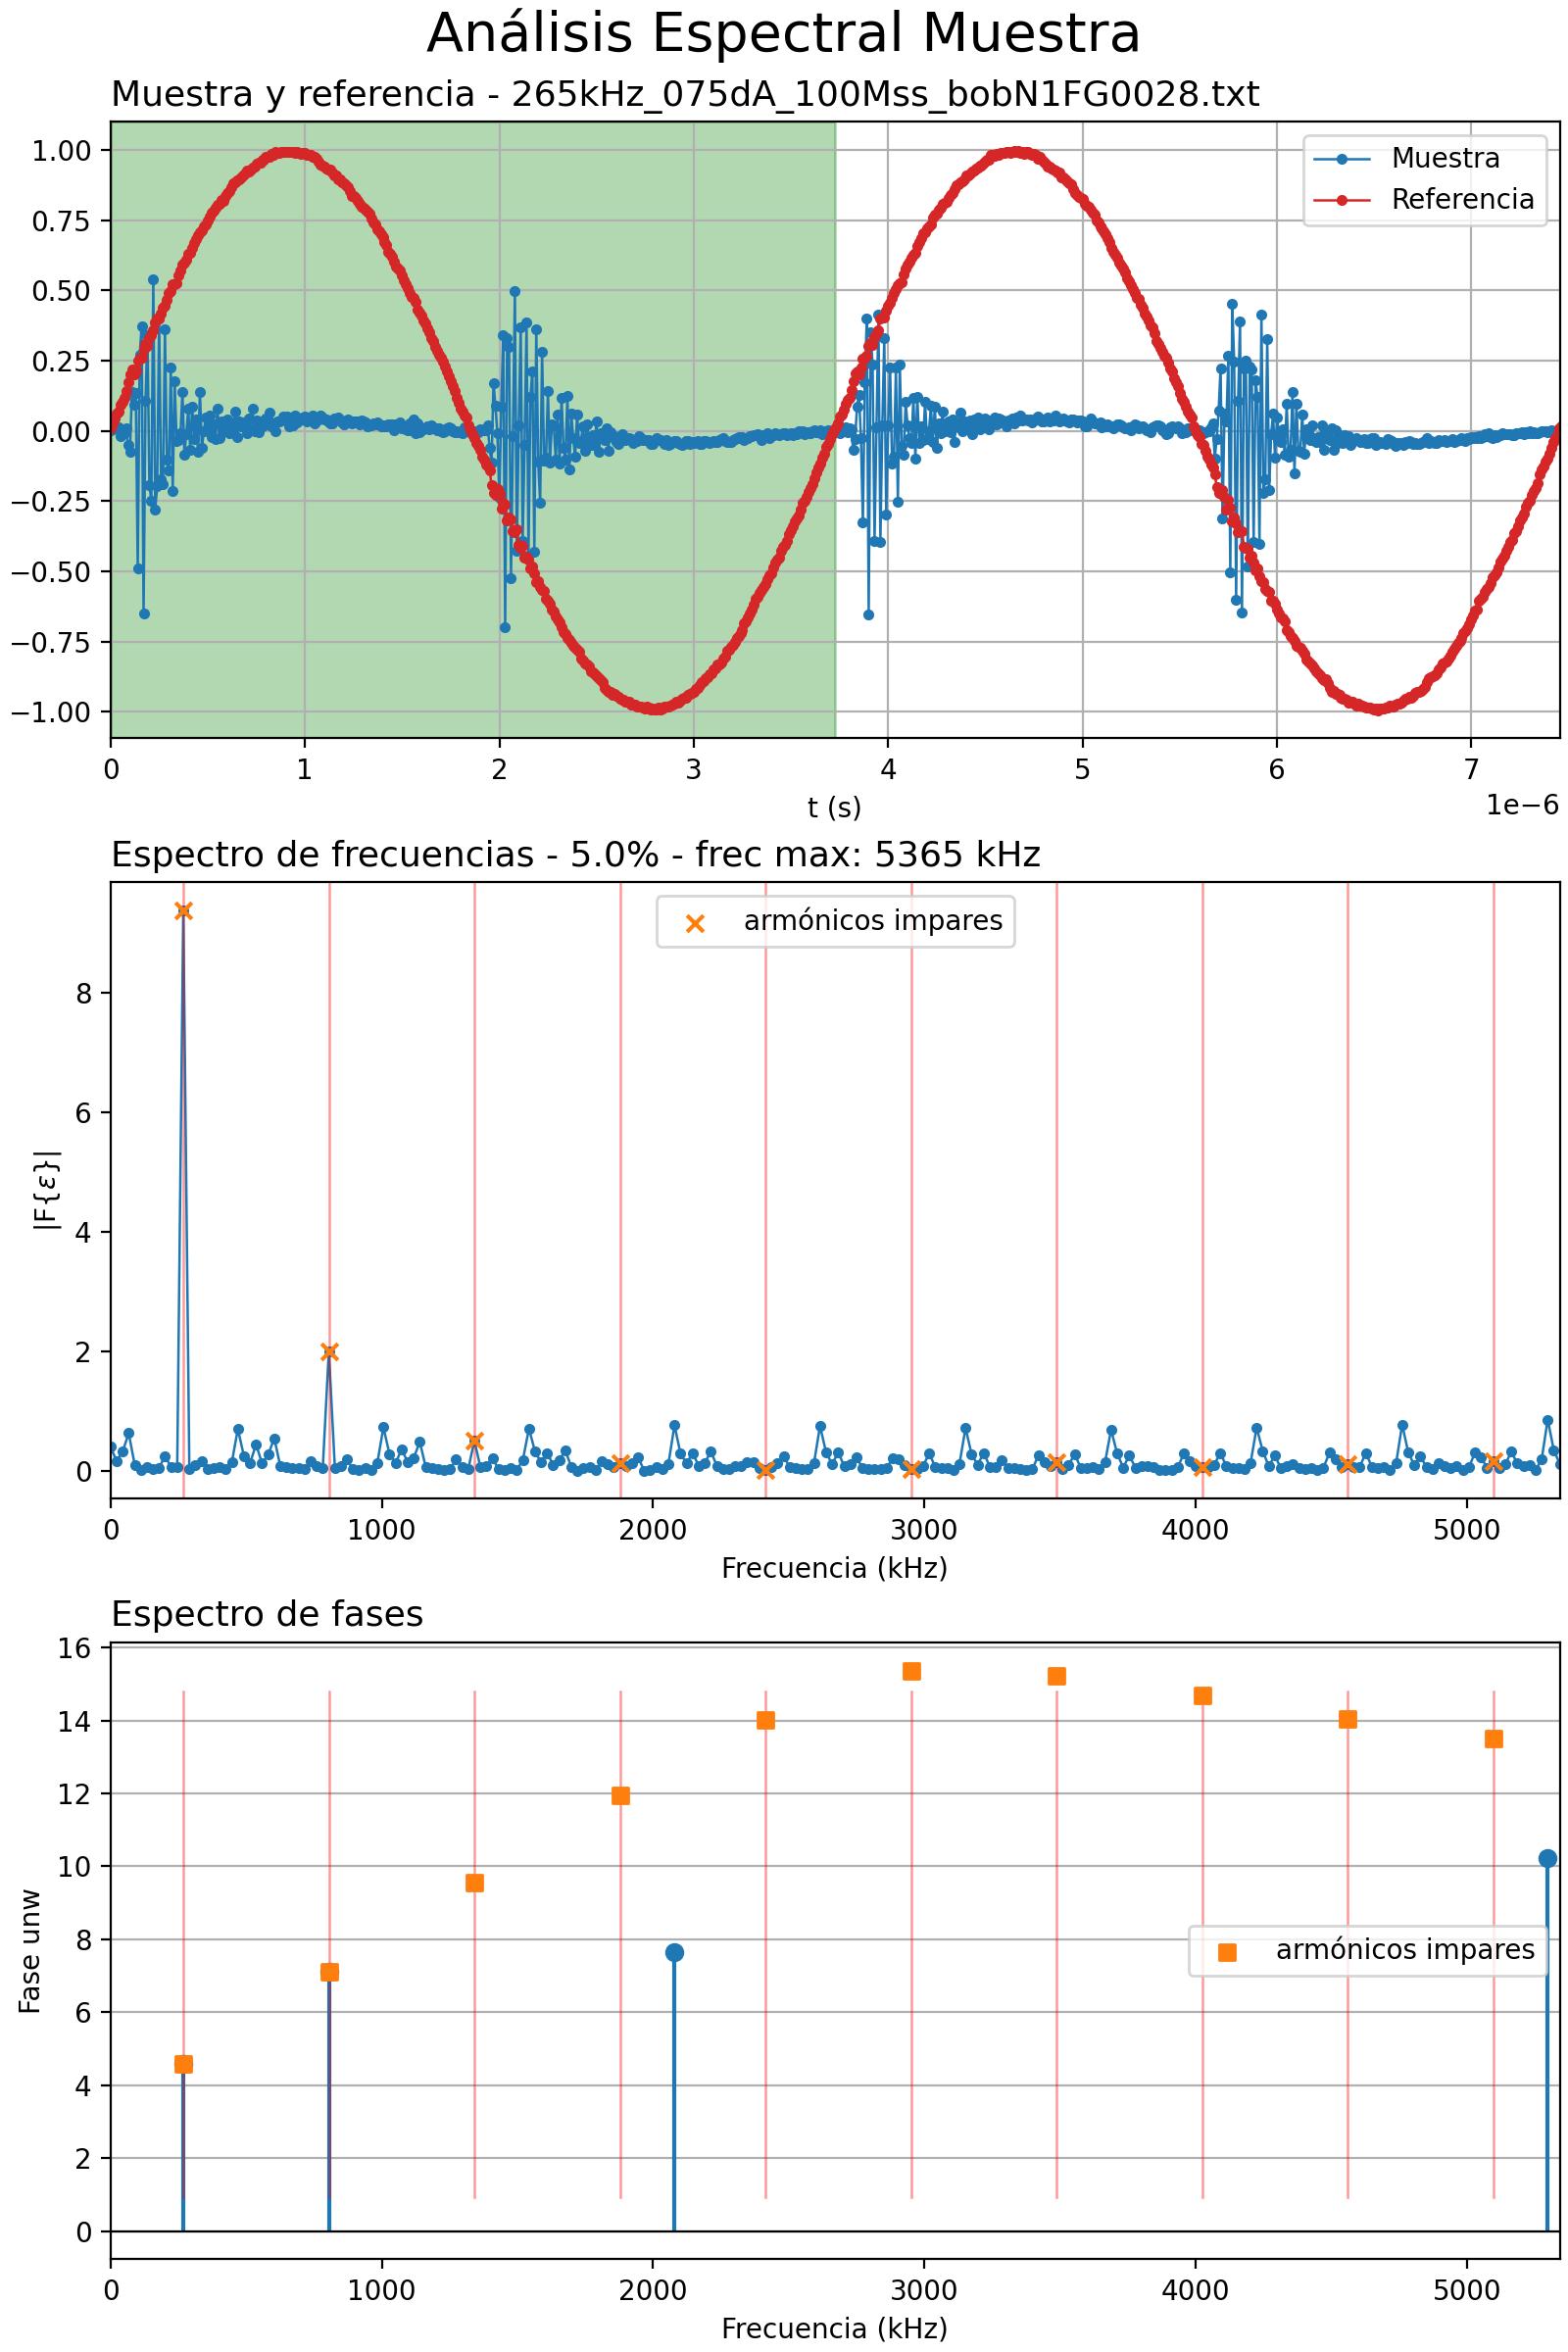 Análisis Espectral Muestra
Muestra y referencia - 265kHz_075dA_100Mss_bobN1FG0028.txt
1.00
0.75
0.50
0.25
0.00
−0.25
−0.50
−0.75
−1.00
Muestra
Referencia
0 1 2 3 4 5 6 7
t (s)
1e−6
Espectro de frecuencias - 5.0% - frec max: 5365 kHz
armónicos impares
8
6
4
2
0
|F{ε}|
0 1000 2000 3000 4000 5000
Frecuencia (kHz)
Espectro de fases
16
14
12
10
8
6
4
2
0
Fase unw
armónicos impares
0 1000 2000 3000 4000 5000
Frecuencia (kHz)